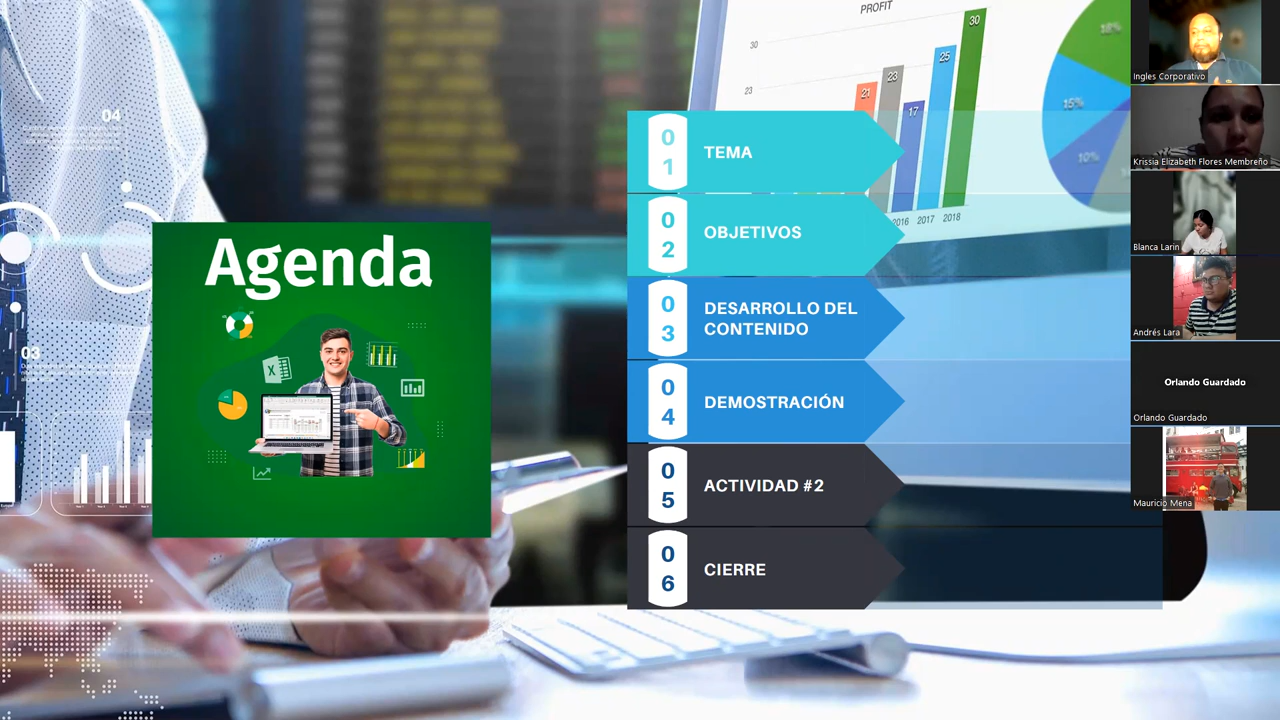 Agenda
01
TEMA
02
OBJETIVOS
03
DESARROLLO DEL
CONTENIDO
04
DEMOSTRACIÓN
05
ACTIVIDAD #2
06
CIERRE
PROFIT
30
23
21
23
17
25
30
2016 2017 2018
18%
15%
10%
04
03
Ingles Corporativo
Krissia Elizabeth Flores Membreño
Blanca Larin
Andrés Lara
Orlando Guardado
Orlando Guardado
Mauricio Mena